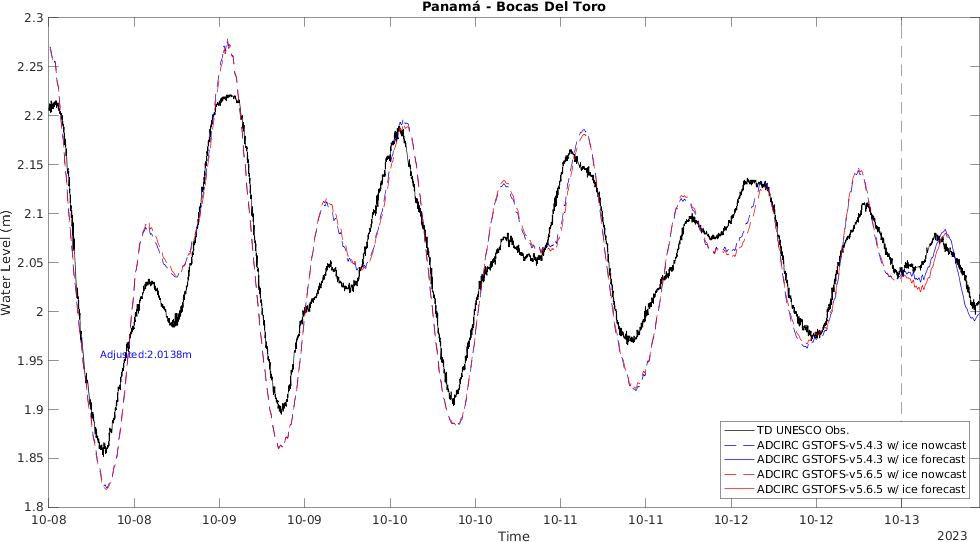 Panamá - Bocas Del Toro
Water Level (m)
2.3
2.25
2.2
2.15
2.1
2.05
2
1.95
1.9
1.85
1.8
Adjusted:2.0138m
TD UNESCO Obs.
ADCIRC GSTOFS-v5.4.3 w/ ice nowcast
ADCIRC GSTOFS-v5.4.3 w/ ice forecast
ADCIRC GSTOFS-v5.6.5 w/ ice nowcast
ADCIRC GSTOFS-v5.6.5 w/ ice forecast
10-08 10-08 10-09 10-09 10-10 10-10 10-11 10-11 10-12 10-12 10-13
Time
2023